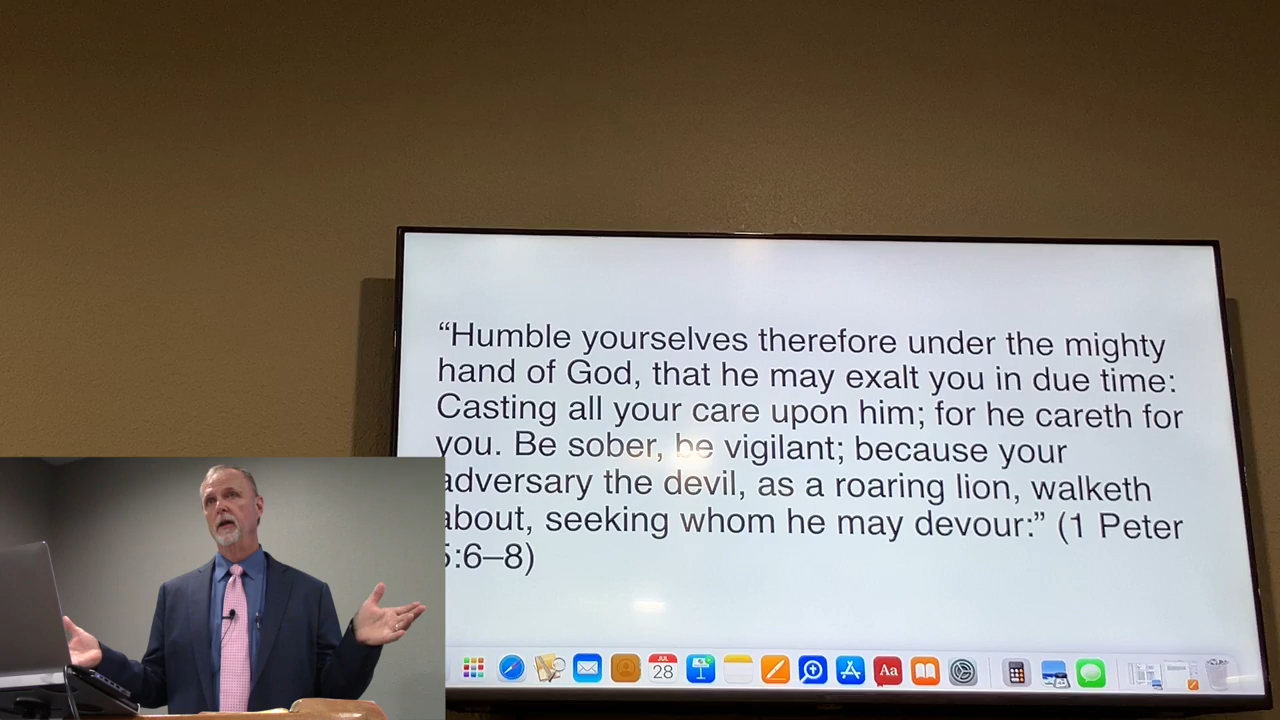 “Humble yourselves therefore under the mighty
hand of God, that he may exalt you in due time:
Casting all your care upon him; for he careth for
you. Be sober, be vigilant; because your
adversary the devil, as a roaring lion, walketh
about, seeking whom he may devour:” (1 Peter
5:6–8)
JUL
28
Aa